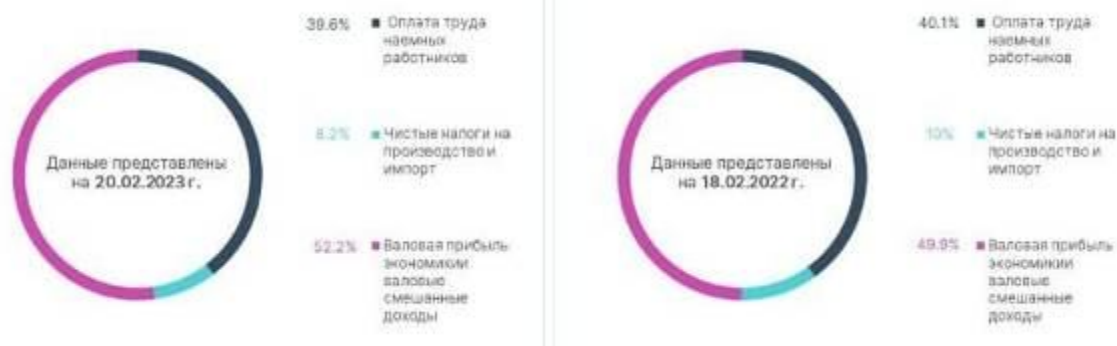 39.6% Оплата труда
наемных
работников
8.2% Чистые налоги на
производство и
импорт
Данные представлены
на 20.02.2023 г.
52.2% Валовая прибыль
экономикии
валовые
смешанные
доходы
40.1% Оплата труда
наемных
работников
10% Чистые налоги на
производство и
импорт
Данные представлены
на 18.02.2022 г.
49.9% Валовая прибыль
экономикии
валовые
смешанные
доходы